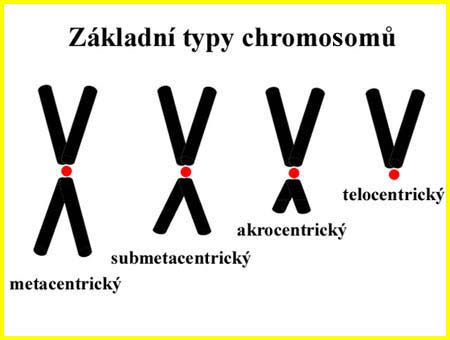 Základní typy chromosomů
telocentrický
akrocentrický
submetacentrický
metacentrický